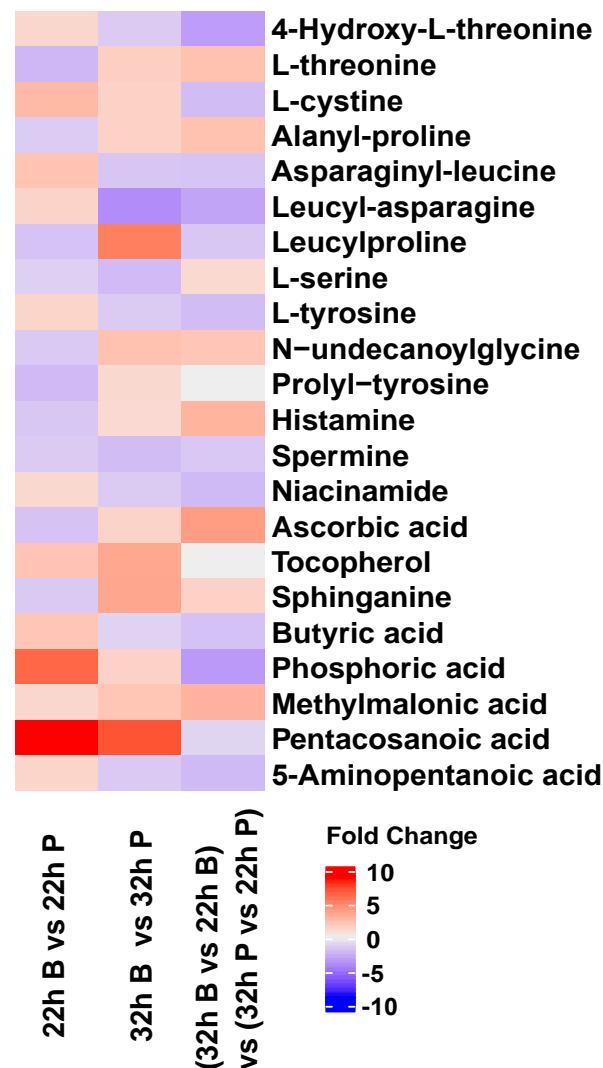 4-Hydroxy-L-threonine
L-threonine
L-cystine
Alanyl-proline
Asparaginyl-leucine
Leucyl-asparagine
Leucylproline
L-serine
L-tyrosine
N−undecanoylglycine
Prolyl−tyrosine
Histamine
Spermine
Niacinamide
Ascorbic acid
Tocopherol
Sphinganine
Butyric acid
Phosphoric acid
Methylmalonic acid
Pentacosanoic acid
5-Aminopentanoic acid
22h B vs 22h P
32h B vs 32h P
(32h B vs 22h B)
vs (32h P vs 22h P)
Fold Change
10
5
0
-5
-10